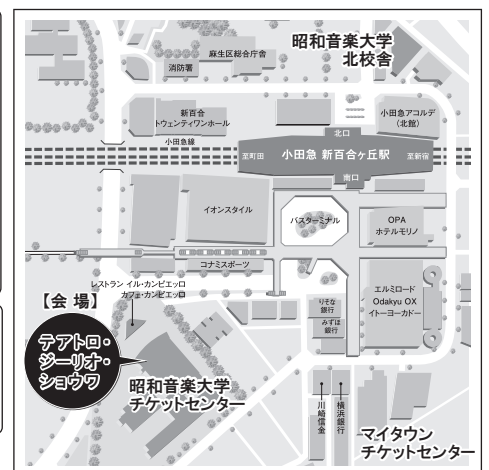 昭和音楽大学
北校舎
麻生区総合庁舎
消防署
新百合
トウェンティワンホール
小田急アコルデ
(北館)
小田急線
北口
至町田
小田急 新百合ヶ丘駅
至新宿
南口
イオンスタイル
バスターミナル
OPA
ホテルモリノ
コナミスポーツ
レストラン イル・カンピエッロ
カフェ・カンピエッロ
エルミロード
Odakyu OX
イトーヨーカドー
りそな
銀行
みずほ
銀行
【会 場】
テアトロ・
ジーリオ・
ショウワ
昭和音楽大学
チケットセンター
川崎信金
横浜銀行
マイタウン
チケットセンター